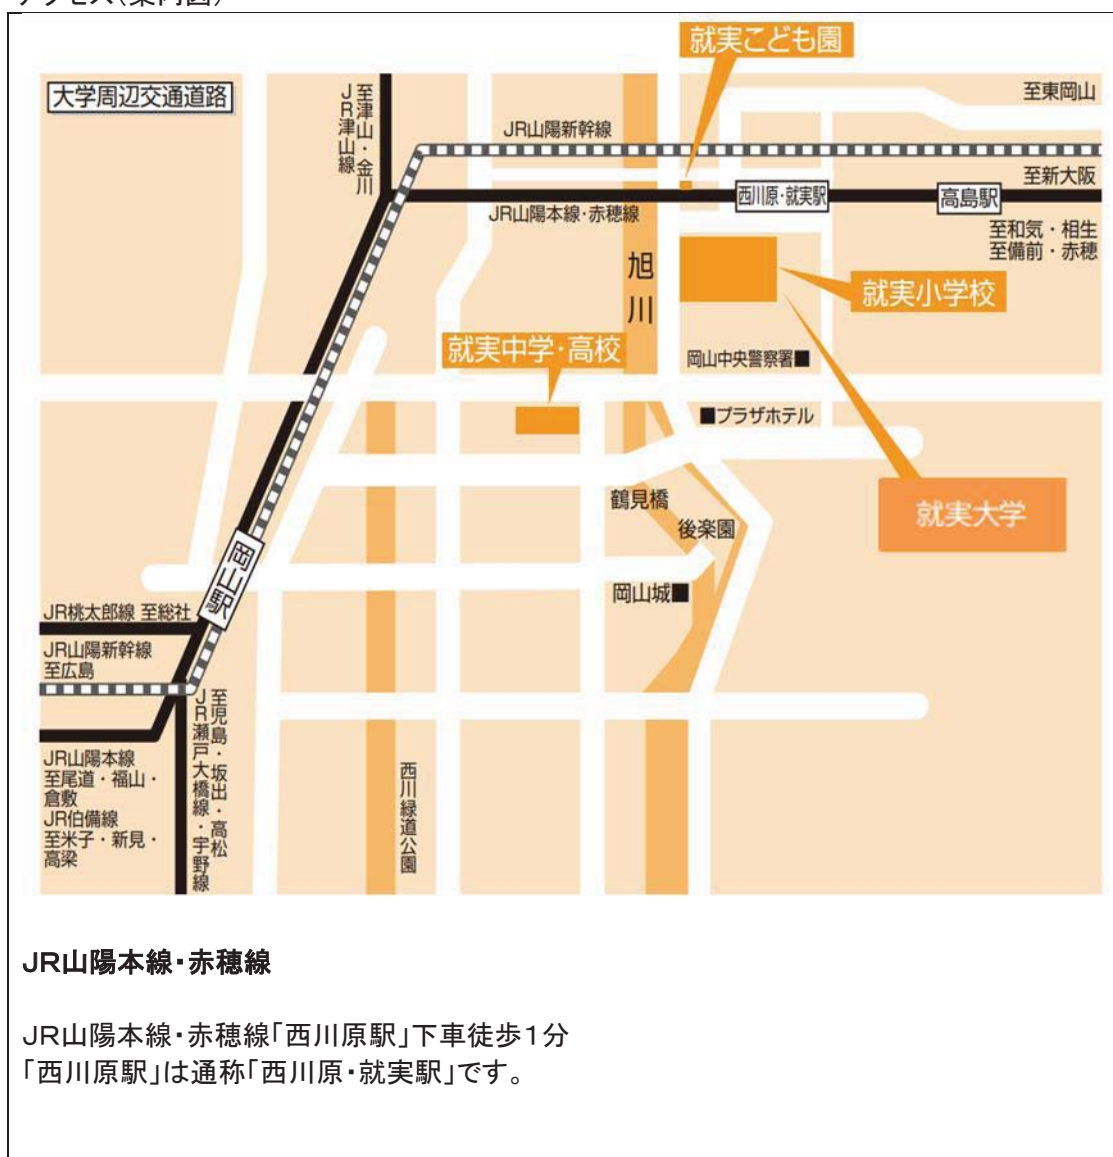 アクセス(案内図)
就実こども園
大学周辺交通道路
至津山・金川
JR津山線
至東岡山
JR山陽新幹線
至新大阪
西川原・就実駅
高島駅
JR山陽本線・赤穂線
至和気・相生
至備前・赤穂
旭川
就実小学校
就実中学・高校
岡山中央警察署■
■プラザホテル
鶴見橋
後楽園
就実大学
岡山駅
岡山城■
JR桃太郎線 至総社
JR山陽新幹線
至広島
至児島・坂出・高松
JR瀬戸大橋線・宇野線
JR山陽本線
至尾道・福山・
倉敷
JR伯備線
至米子・新見・
高梁
西川緑道公園
JR山陽本線・赤穂線
JR山陽本線・赤穂線「西川原駅」下車徒歩1分
「西川原駅」は通称「西川原・就実駅」です。